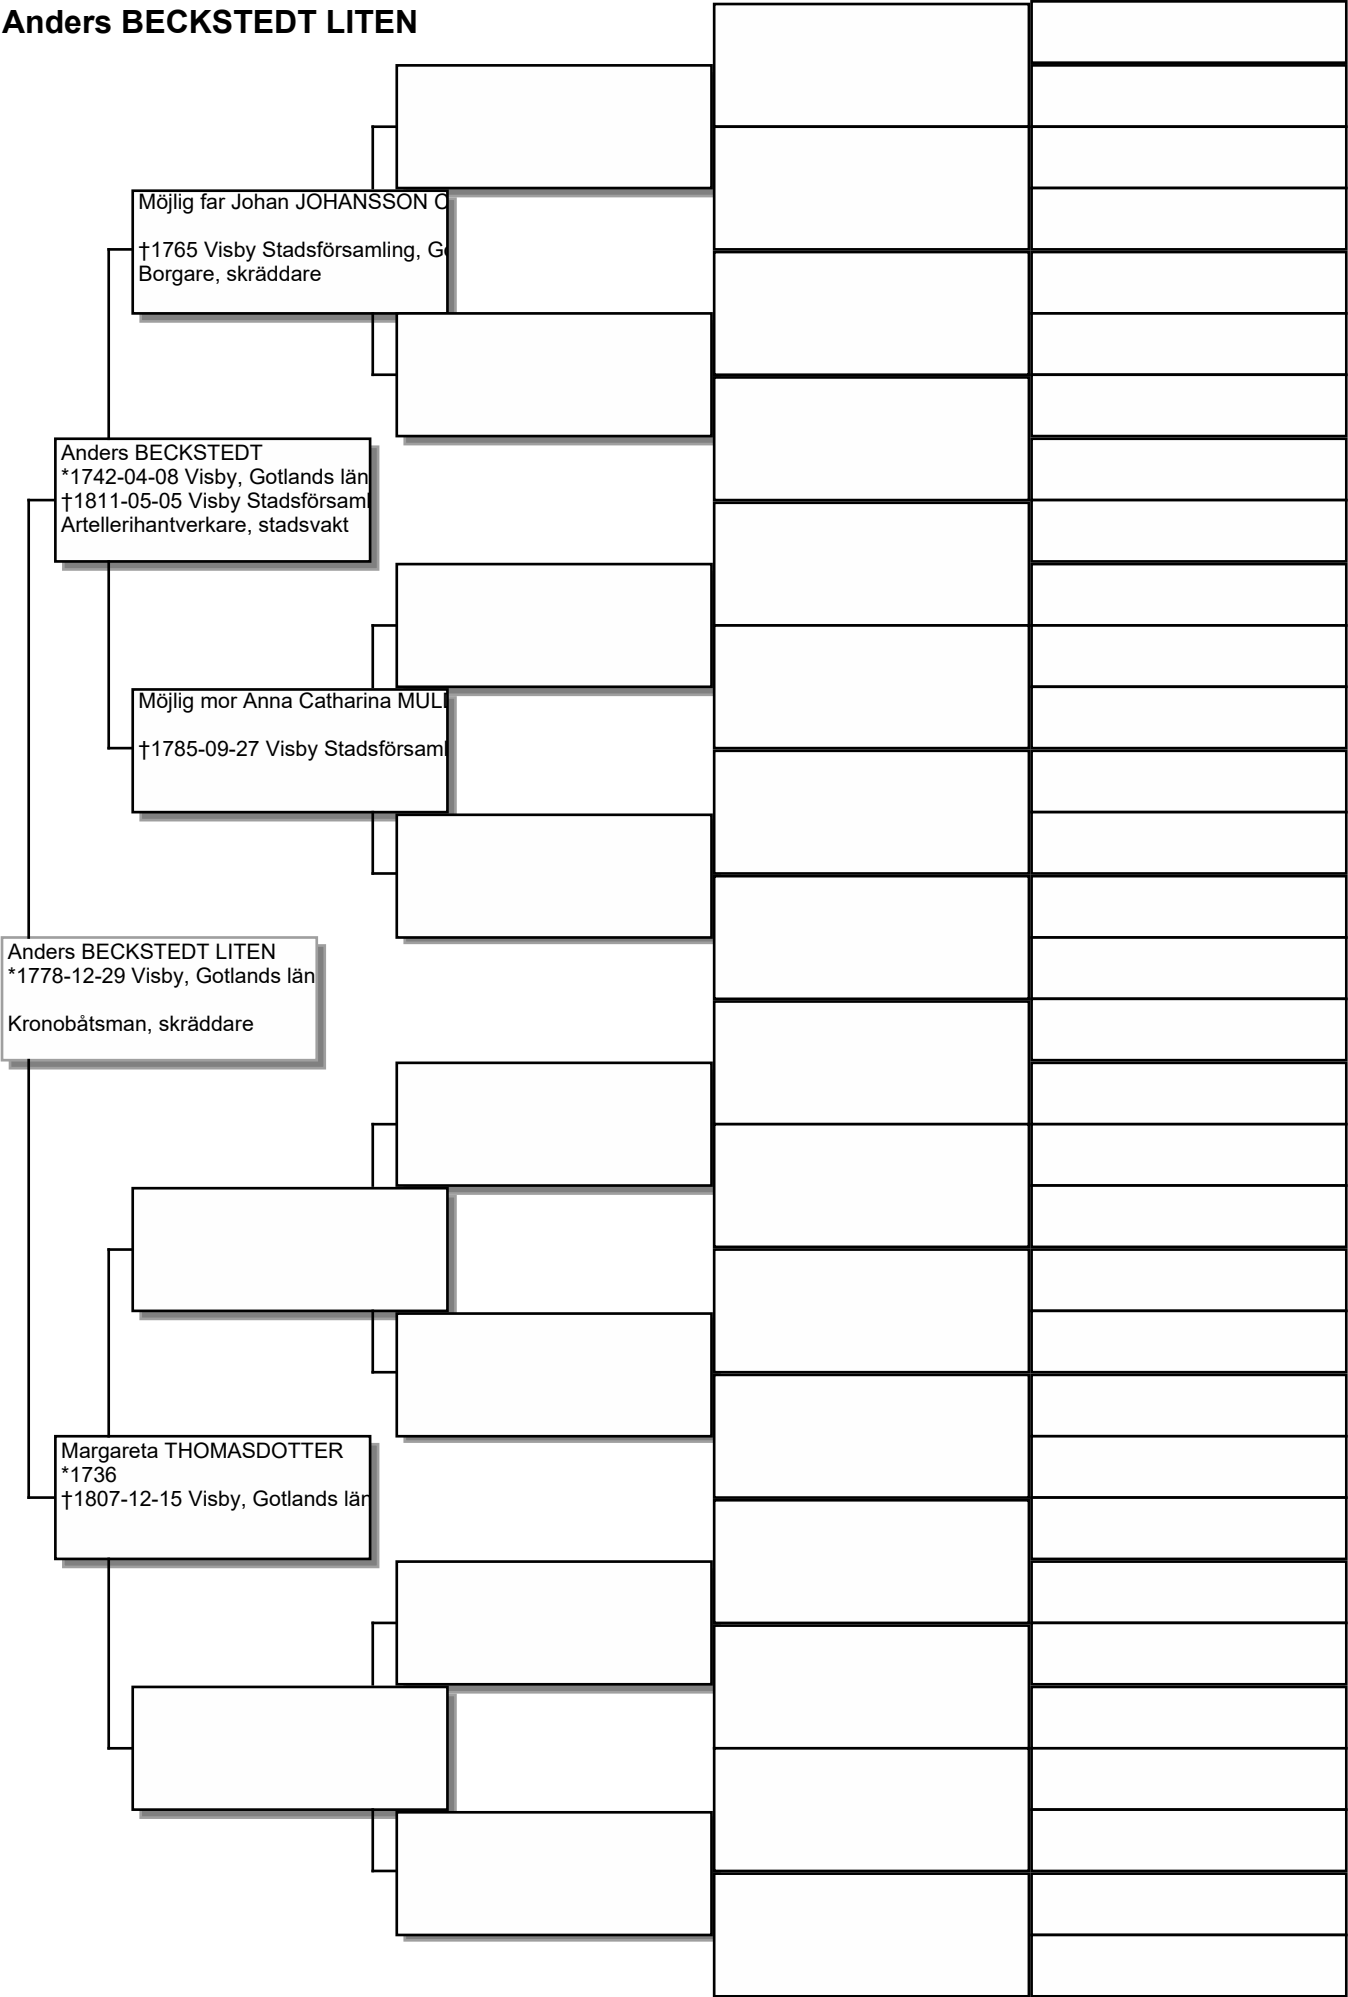 Anders BECKSTEDT LITEN
Möjlig far Johan JOHANSSON
†1765 Visby Stadsförsamling,
Borgare, skräddare
Anders BECKSTEDT
*1742-04-08 Visby, Gotlands län
†1811-05-05 Visby
Artellerihantverkare, stadsvakt
Möjlig mor Anna Catharina
†1785-09-27 Visby
Anders BECKSTEDT LITEN
*1778-12-29 Visby, Gotlands län
Kronobåtsman, skräddare
Margareta THOMASDOTTER
*1736
†1807-12-15 Visby, Gotlands län